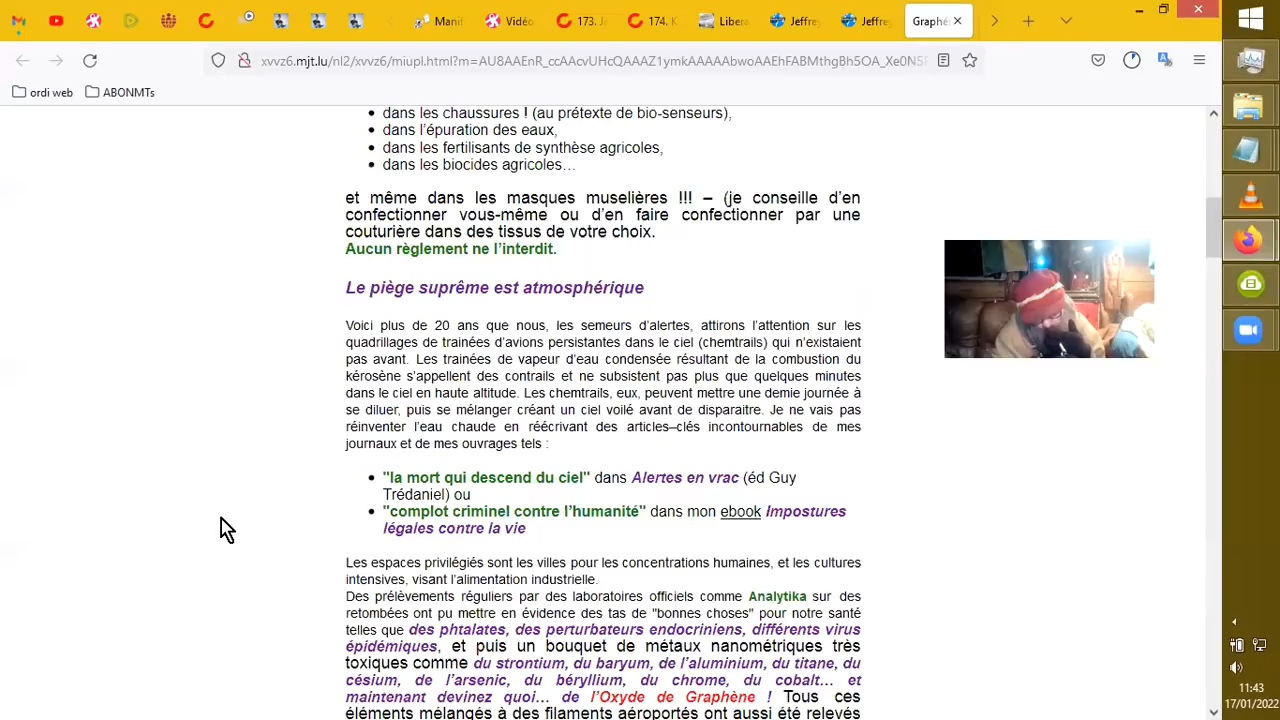 Manif
Vidéo
173. J
174. K
Libera
Jeffrey
Jeffrey
Graphé
xvvz6.mjt.lu/nl2/xvvz6/mupl.html?m=
ordi web
ABONMTs
dans les chaussures ! (au prétexte de bio-senseurs),
dans l'épuration des eaux,
dans les fertilisants de synthèse agricoles,
dans les biocides agricoles…
et même dans les masques muselières !!! – (je conseille d'en
confectionner vous-même ou d'en faire confectionner par une
couturière dans des tissus de votre choix.
Aucun règlement ne l'interdit.
Le piège suprême est atmosphérique
Voici plus de 20 ans que nous, les semeurs d'alertes, attirons l'attention sur les
quadrillages de trainées d'avions persistantes dans le ciel (chemtrails) qui n'existaient
pas avant. Les trainées de vapeur d'eau condensée résultant de la combustion du
kérosène s'appellent des contrails et ne subsistent pas plus que quelques minutes
dans le ciel en haute altitude. Les chemtrails, eux, peuvent mettre une demie journée à
se diluer, puis se mélanger créant un ciel voilé avant de disparaitre. Je ne vais pas
réinventer l'eau chaude en réécrivant des articles–clés incontournables de mes
journaux et de mes ouvrages tels :
"la mort qui descend du ciel" dans Alertes en vrac (éd Guy
Trédaniel) ou
"complot criminel contre l'humanité" dans mon ebook Impostures
légales contre la vie
Les espaces privilégiés sont les villes pour les concentrations humaines, et les cultures
intensives, visant l'alimentation industrielle.
Des prélèvements réguliers par des laboratoires officiels comme Analytika sur des
retombées ont pu mettre en évidence des tas de "bonnes choses" pour notre santé
telles que des phtalates, des perturbateurs endocriniens, différents virus
épidémiques, et puis un bouquet de métaux nanométriques très
toxiques comme du strontium, du baryum, de l'aluminium, du titane, du
césium, de l'arsenic, du béryllium, du chrome, du cobalt… et
maintenant devinez quoi… de l'Oxyde de Graphène ! Tous ces
éléments mélangés à des filaments aéroportés ont aussi été relevés
11:43
17/01/2022